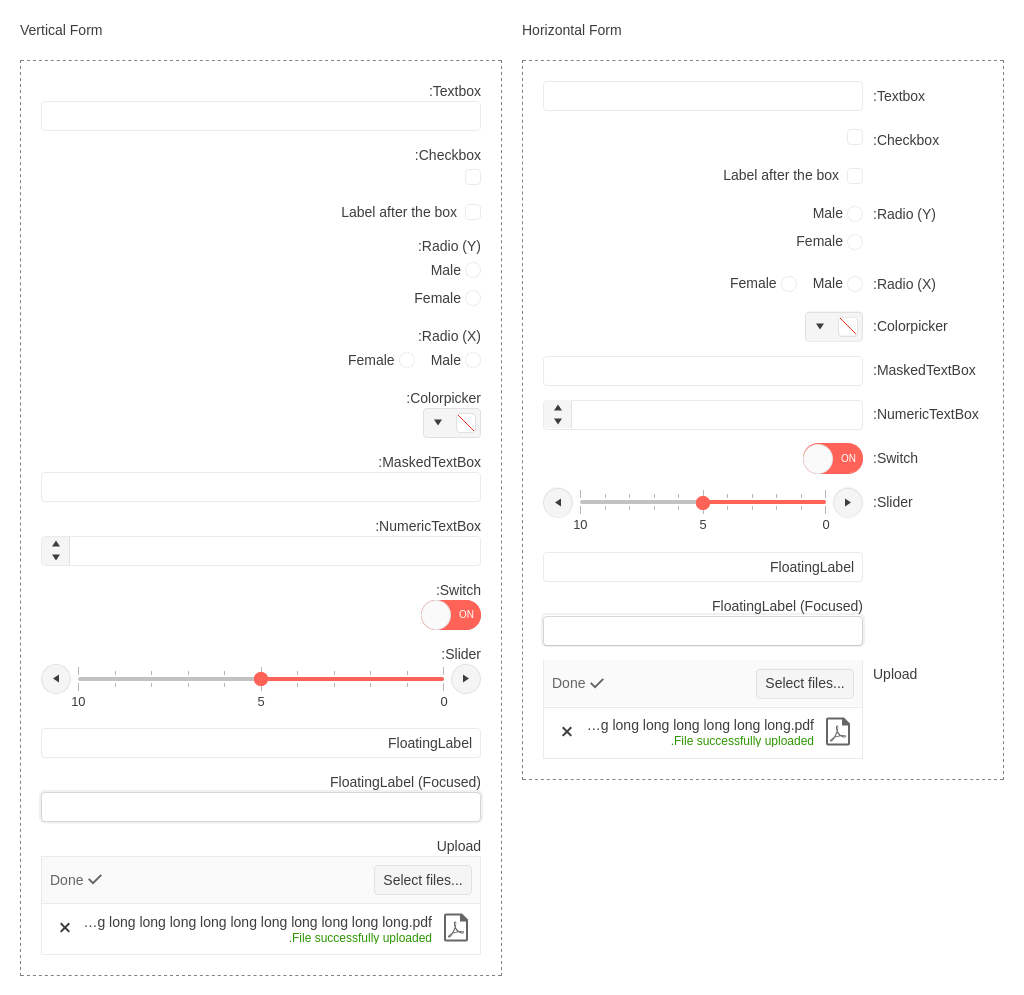 Vertical Form
:Textbox
:Checkbox
Label after the box
:Radio (Y)
Male
Female
:Radio (X)
Female Male
:Colorpicker
:MaskedTextBox
:NumericTextBox
:Switch
ON
:Slider
10 5 0
FloatingLabel
FloatingLabel (Focused)
Upload
Done Select files...
...g long long long long long long long long long long.pdf
.File successfully uploaded
Horizontal Form
:Textbox
:Checkbox
Label after the box
Male :Radio (Y)
Female
Female Male :Radio (X)
:Colorpicker
:MaskedTextBox
:NumericTextBox
ON :Switch
:Slider
10 5 0
FloatingLabel
FloatingLabel (Focused)
Upload
Done Select files...
...g long long long long long long.pdf
.File successfully uploaded